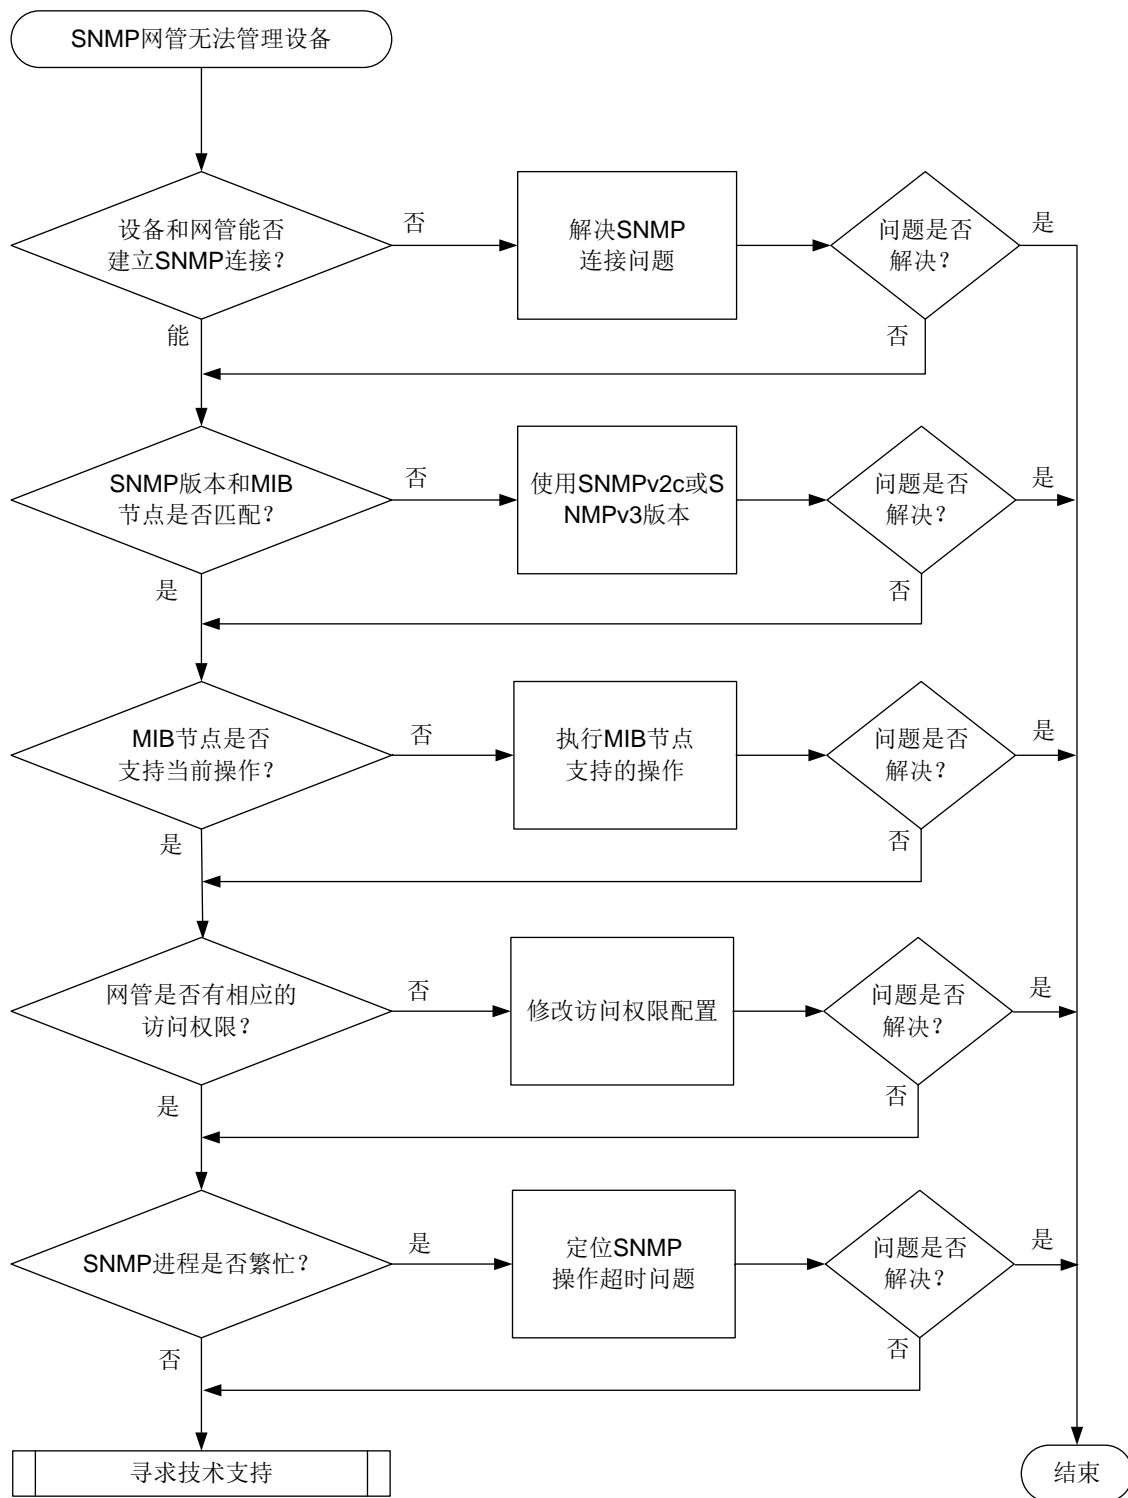 SNMP网管无法管理设备
设备和网管能否
建立SNMP连接？
否
解决SNMP
连接问题
问题是否
解决？
是
能
否
SNMP版本和MIB
节点是否匹配？
否
使用SNMPv2c或S
NMPv3版本
问题是否
解决？
是
是
否
MIB节点是否
支持当前操作？
否
执行MIB节点
支持的操作
问题是否
解决？
是
是
否
网管是否有相应的
访问权限？
否
修改访问权限配置
问题是否
解决？
是
是
否
SNMP进程是否繁忙？
是
定位SNMP
操作超时问题
问题是否
解决？
是
否
否
寻求技术支持
结束